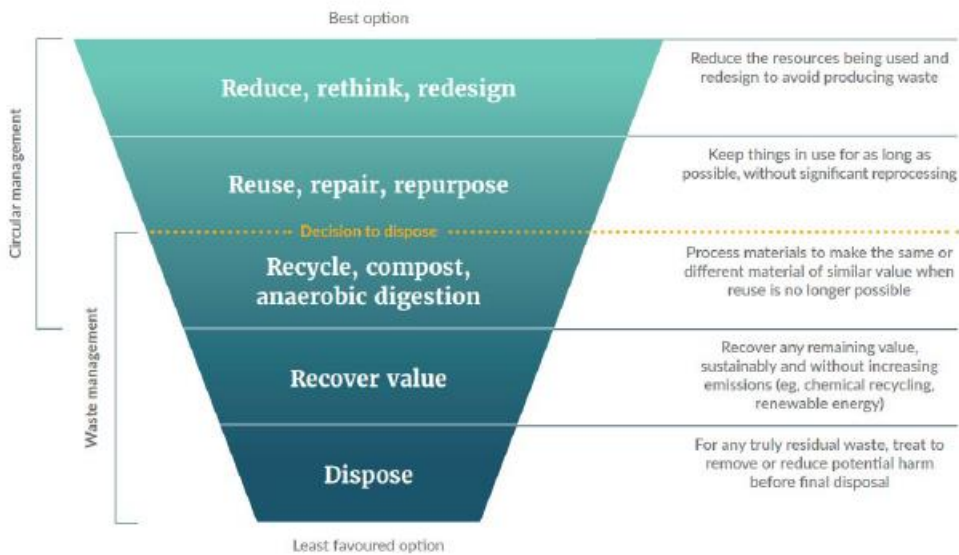 Best option
Circular management
Waste management
Reduce, rethink, redesign
Reduce the resources being used and
redesign to avoid producing waste
Reuse, repair, repurpose
Keep things in use for as long as
possible, without significant reprocessing
Decision to dispose
Recycle, compost,
anaerobic digestion
Process materials to make the same or
different material of similar value when
reuse is no longer possible
Recover value
Recover any remaining value,
sustainably and without increasing
emissions (eg, chemical recycling,
renewable energy)
Dispose
For any truly residual waste, treat to
remove or reduce potential harm
before final disposal
Least favoured option